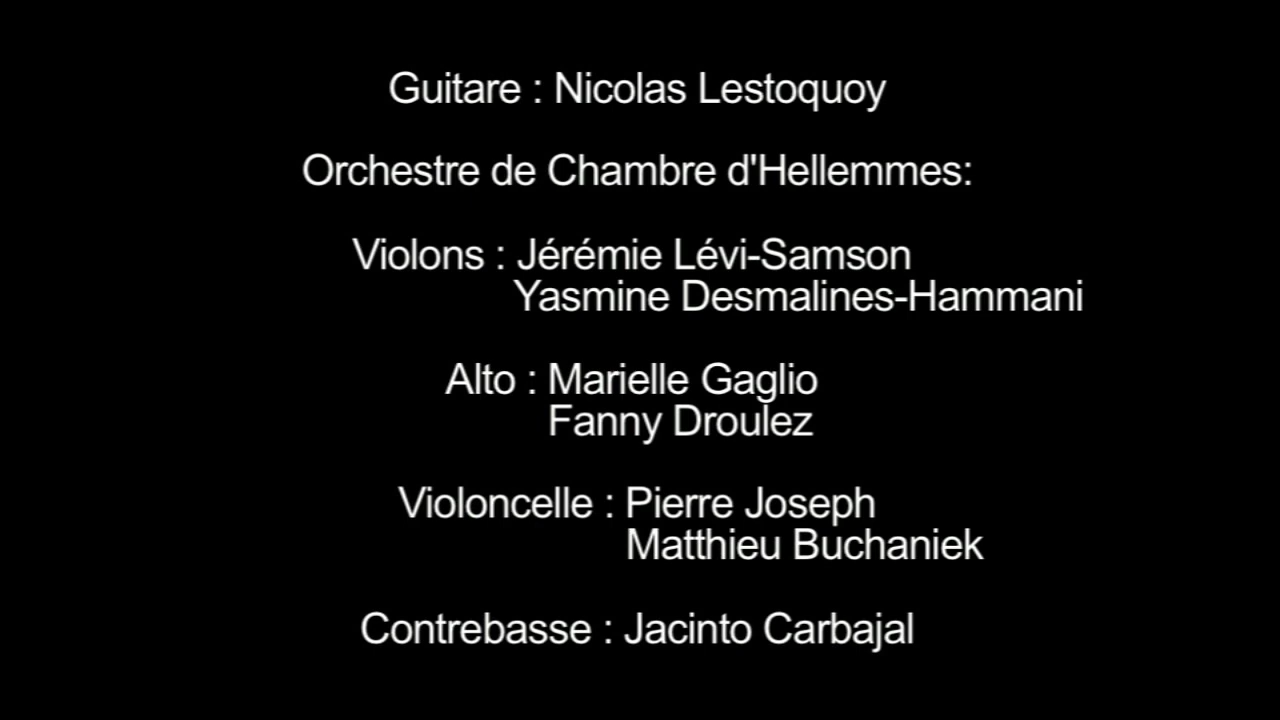 Guitare : Nicolas Lestoquoy
Orchestre de Chambre d'Hellemmes:
Violons : Jérémie Lévi-Samson
Yasmine Desmalines-Hammani
Alto : Marielle Gaglio
Fanny Droulez
Violoncelle : Pierre Joseph
Matthieu Buchaniek
Contrebasse : Jacinto Carbajal